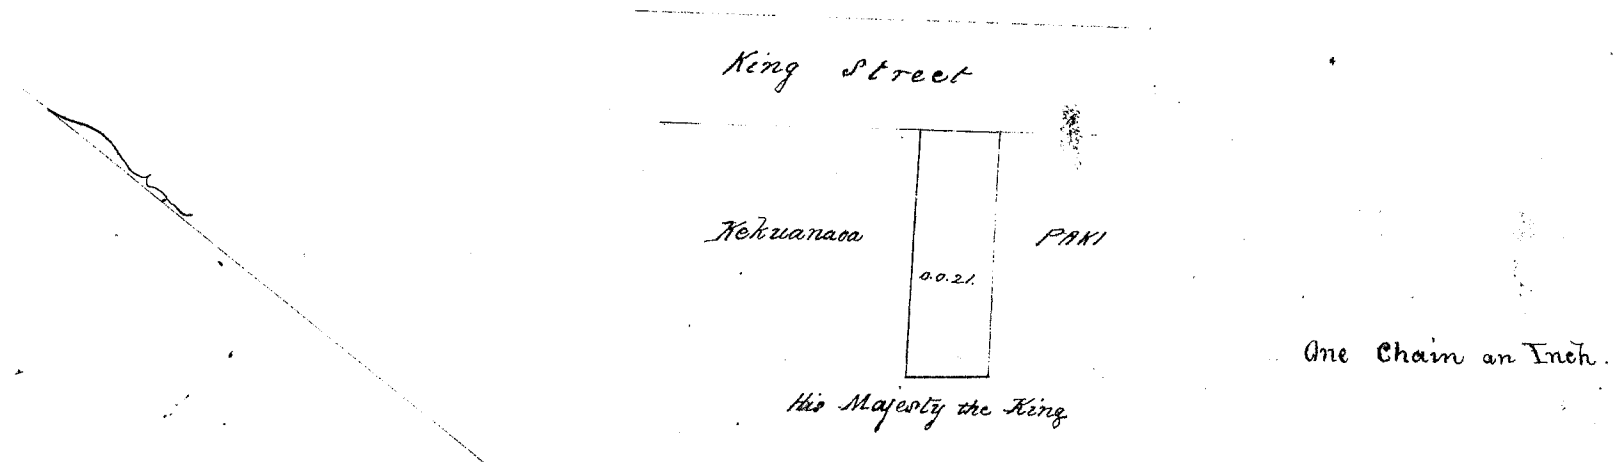 King Street
Kekuanaoa
PAKI
0.0.21.
One Chain an Inch.
His Majesty the King